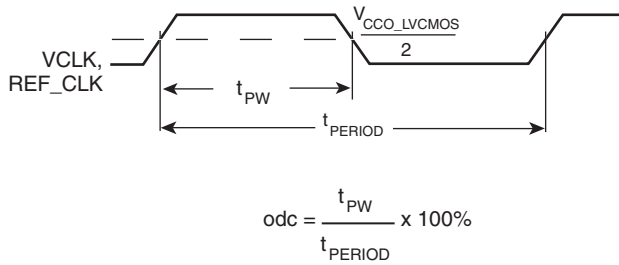 V_CCO_LVCMOS
2
VCLK,
REF_CLK
t_PW
t_PERIOD
odc = t_PW / t_PERIOD x 100%